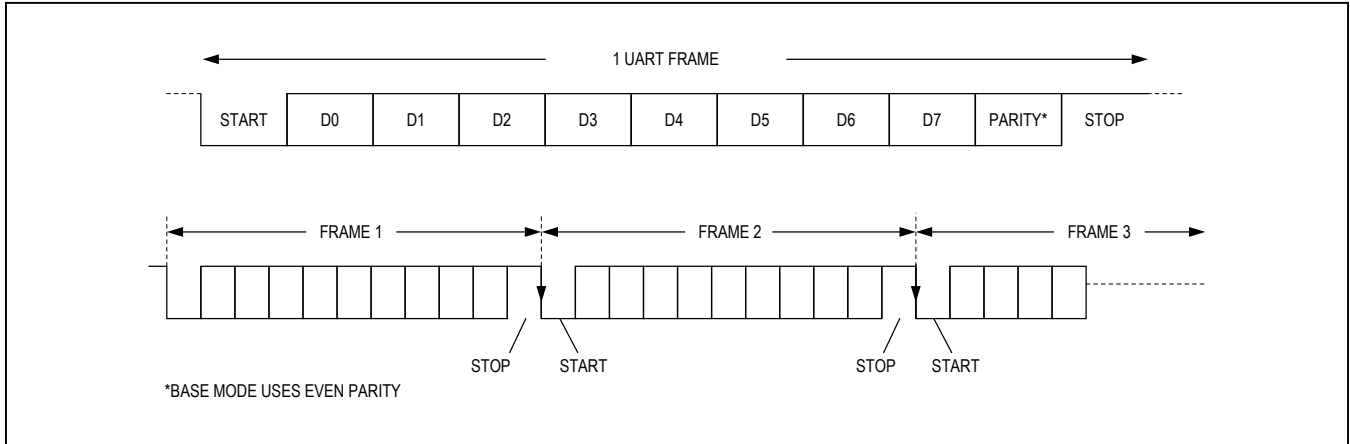 1 UART FRAME
START D0 D1 D2 D3 D4 D5 D6 D7 PARITY* STOP
FRAME 1 FRAME 2 FRAME 3
STOP START STOP START
*BASE MODE USES EVEN PARITY